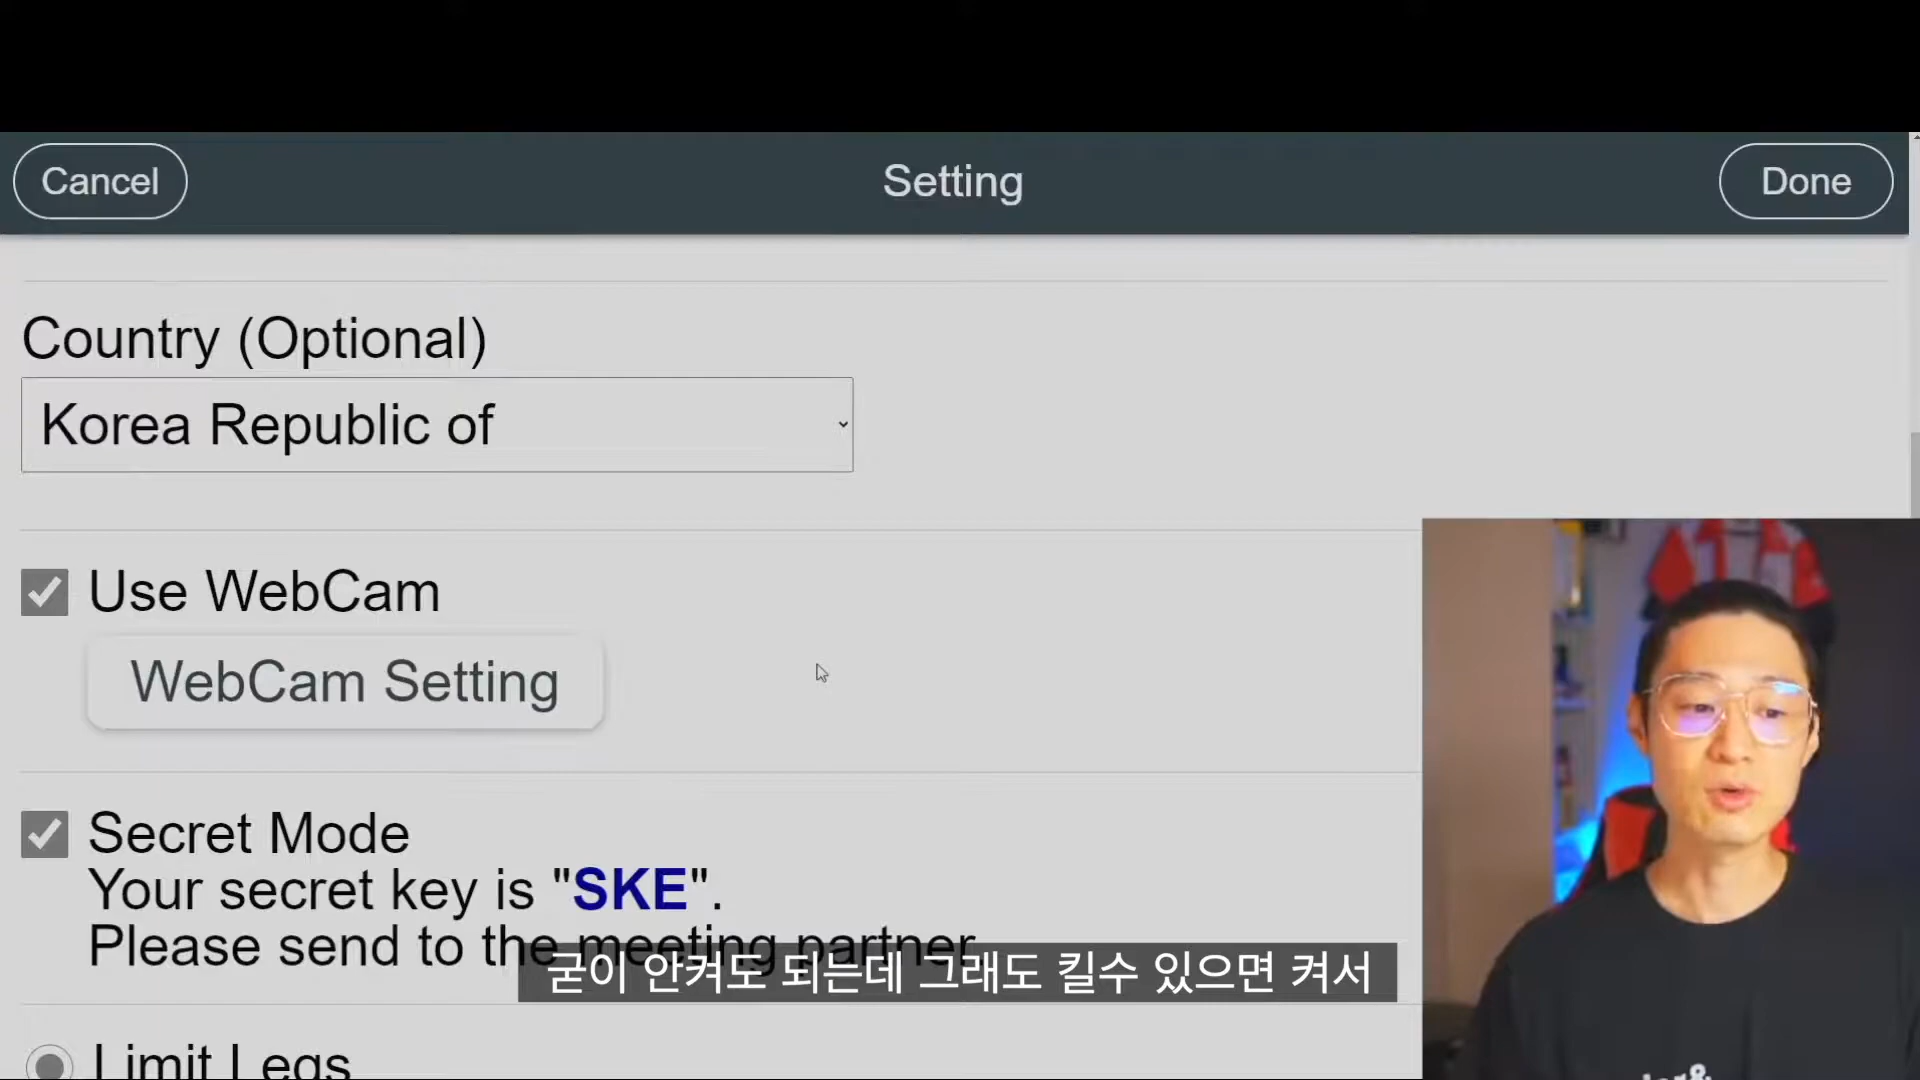 Cancel
Setting
Done
Country (Optional)
Korea Republic of
Use WebCam
WebCam Setting
Secret Mode
Your secret key is "SKE".
Please send to the meeting partner.
굳이 안켜도 되는데 그래도 킬수 있으면 켜서
Limit Legs